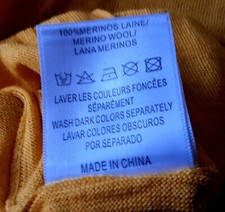 100%MERINOS LAINE/
MERINO WOOL/
LANA MERINOS
LAVER LES COULEURS FONCÉES
SÉPARÉMENT
WASH DARK COLORS SEPARATELY
LAVAR COLORES OBSCUROS
POR SEPARADO
MADE IN CHINA